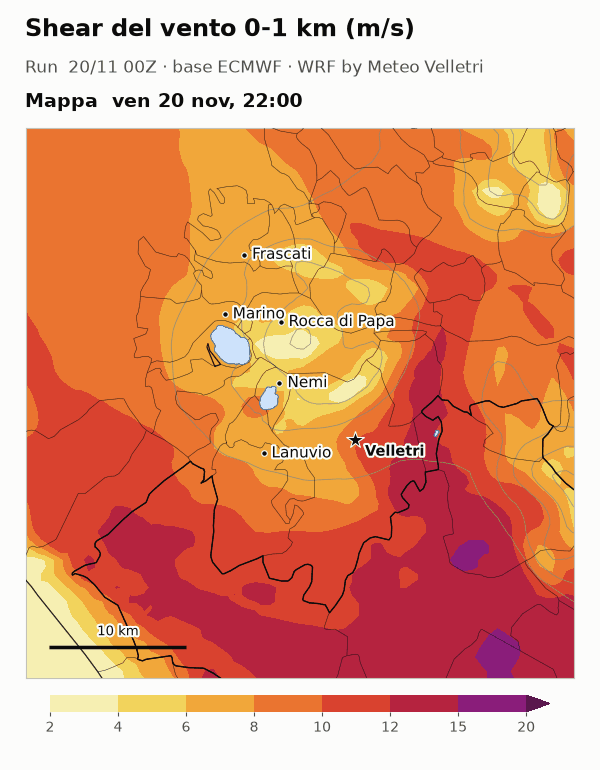 Shear del vento 0-1 km (m/s)
Run  20/11 00Z · base ECMWF · WRF by Meteo Velletri
Mappa  ven 20 nov, 22:00
Frascati
Marino
Rocca di Papa
Nemi
Velletri
Lanuvio
10 km
2 4 6 8 10 12 15 20